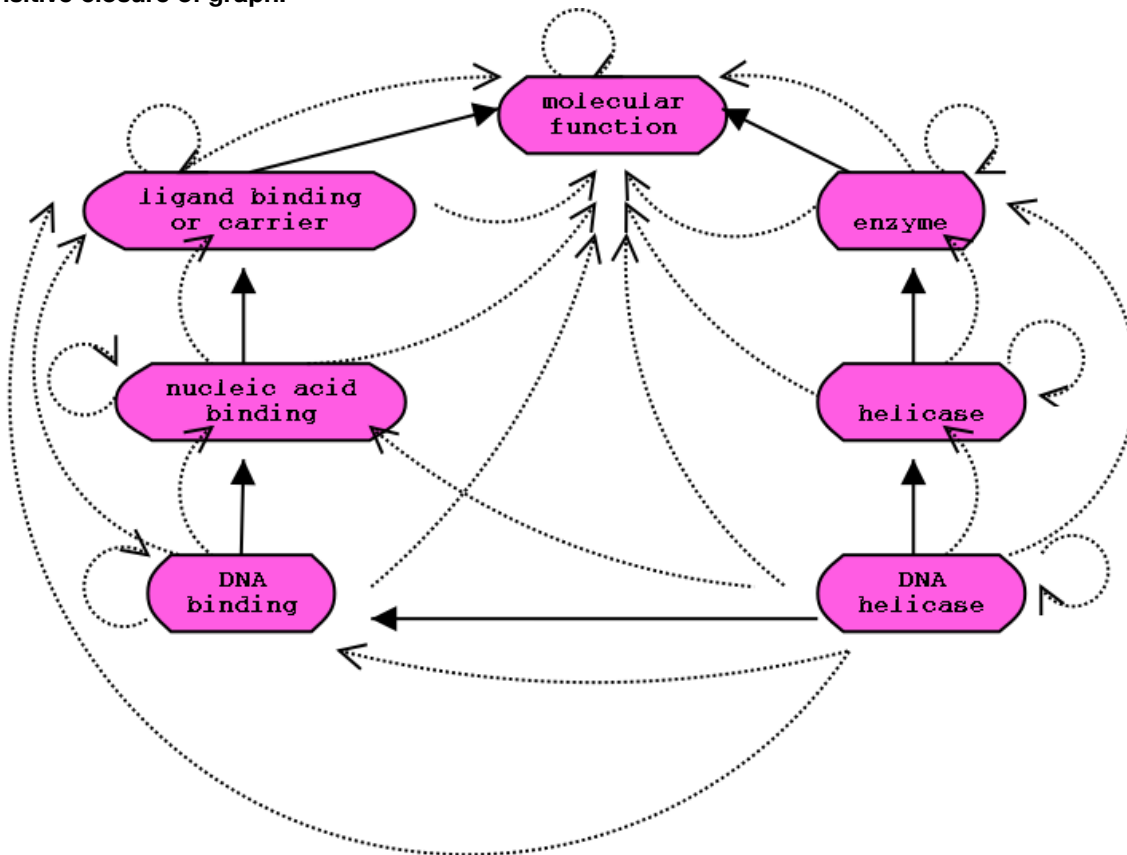 sitive closure of graph.
molecular
function
ligand binding
or carrier
enzyme
nucleic acid
binding
helicase
DNA
binding
DNA
helicase